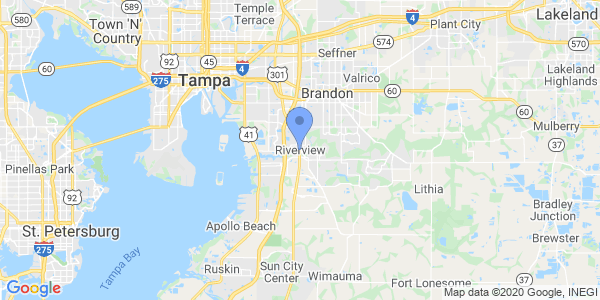 580
Town 'N'
Country
Temple
Terrace
Plant City
Lakeland
4
574
570
92
45
Seffner
60
275
Tampa
4
301
Valrico
Lakeland
Highlands
Brandon
60
60
Mulberry
41
37
Riverview
Pinellas Park
92
Lithia
Bradley
Junction
Apollo Beach
St. Petersburg
Brewster
275
Tampa Bay
Ruskin
Sun City
Center
Wimauma
Fort Lonesome
37
Google
Map data ©2020 Google, INEGI